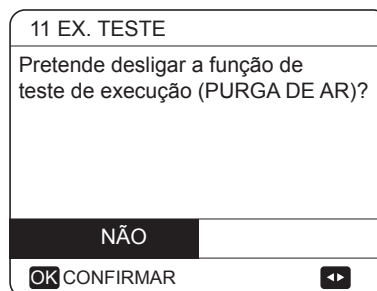 11 EX. TESTE
Pretende desligar a função de
teste de execução (PURGA DE AR)?
NÃO
OK CONFIRMAR